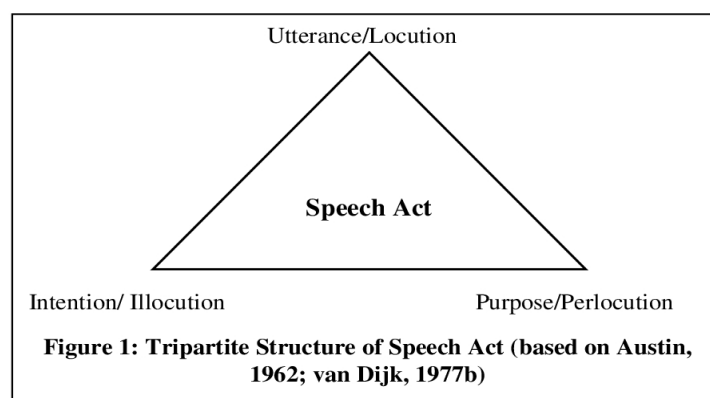 Utterance/Locution
Speech Act
Intention/ Illocution
Purpose/Perlocution
Figure 1: Tripartite Structure of Speech Act (based on Austin,
1962; van Dijk, 1977b)